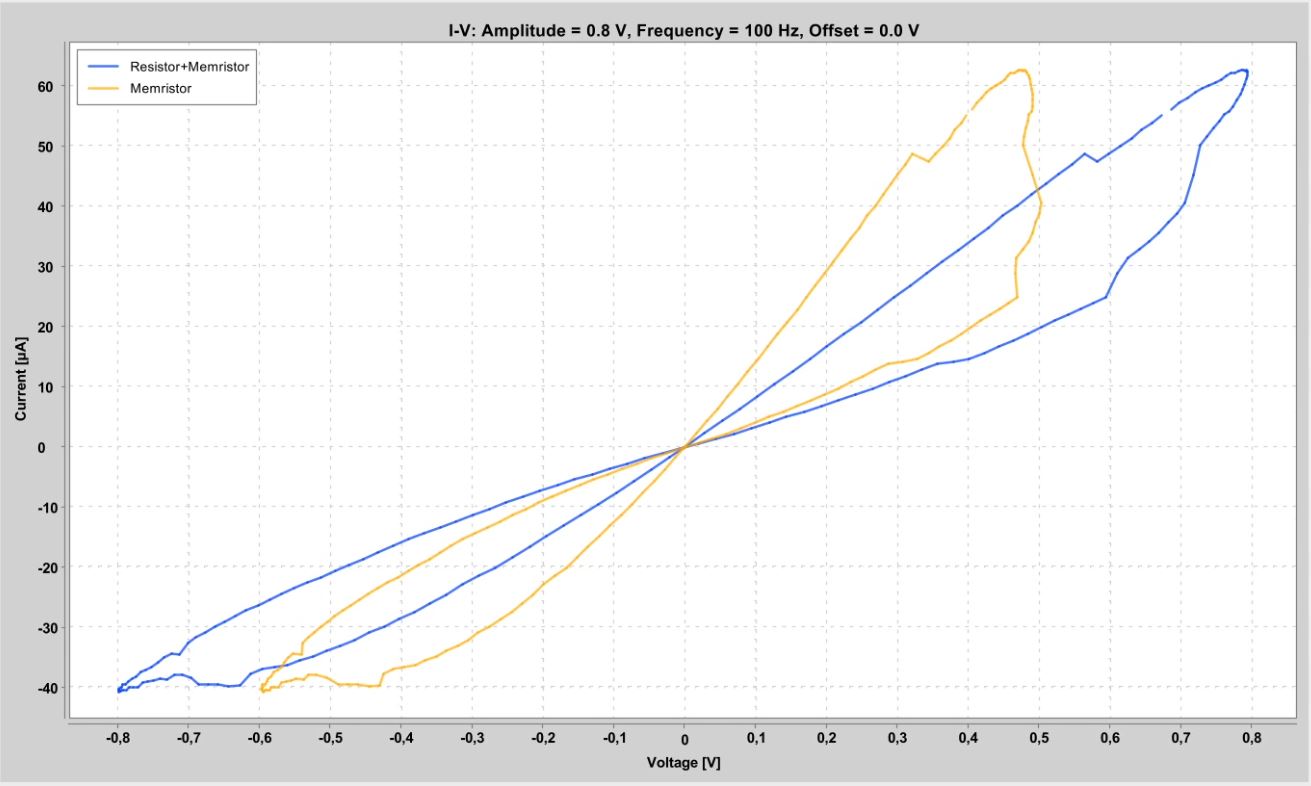 I-V: Amplitude = 0.8 V, Frequency = 100 Hz, Offset = 0.0 V
Resistor+Memristor
Memristor
60
50
40
30
20
10
0
-10
-20
-30
-40
Current [µA]
-0,8 -0,7 -0,6 -0,5 -0,4 -0,3 -0,2 -0,1 0 0,1 0,2 0,3 0,4 0,5 0,6 0,7 0,8
Voltage [V]